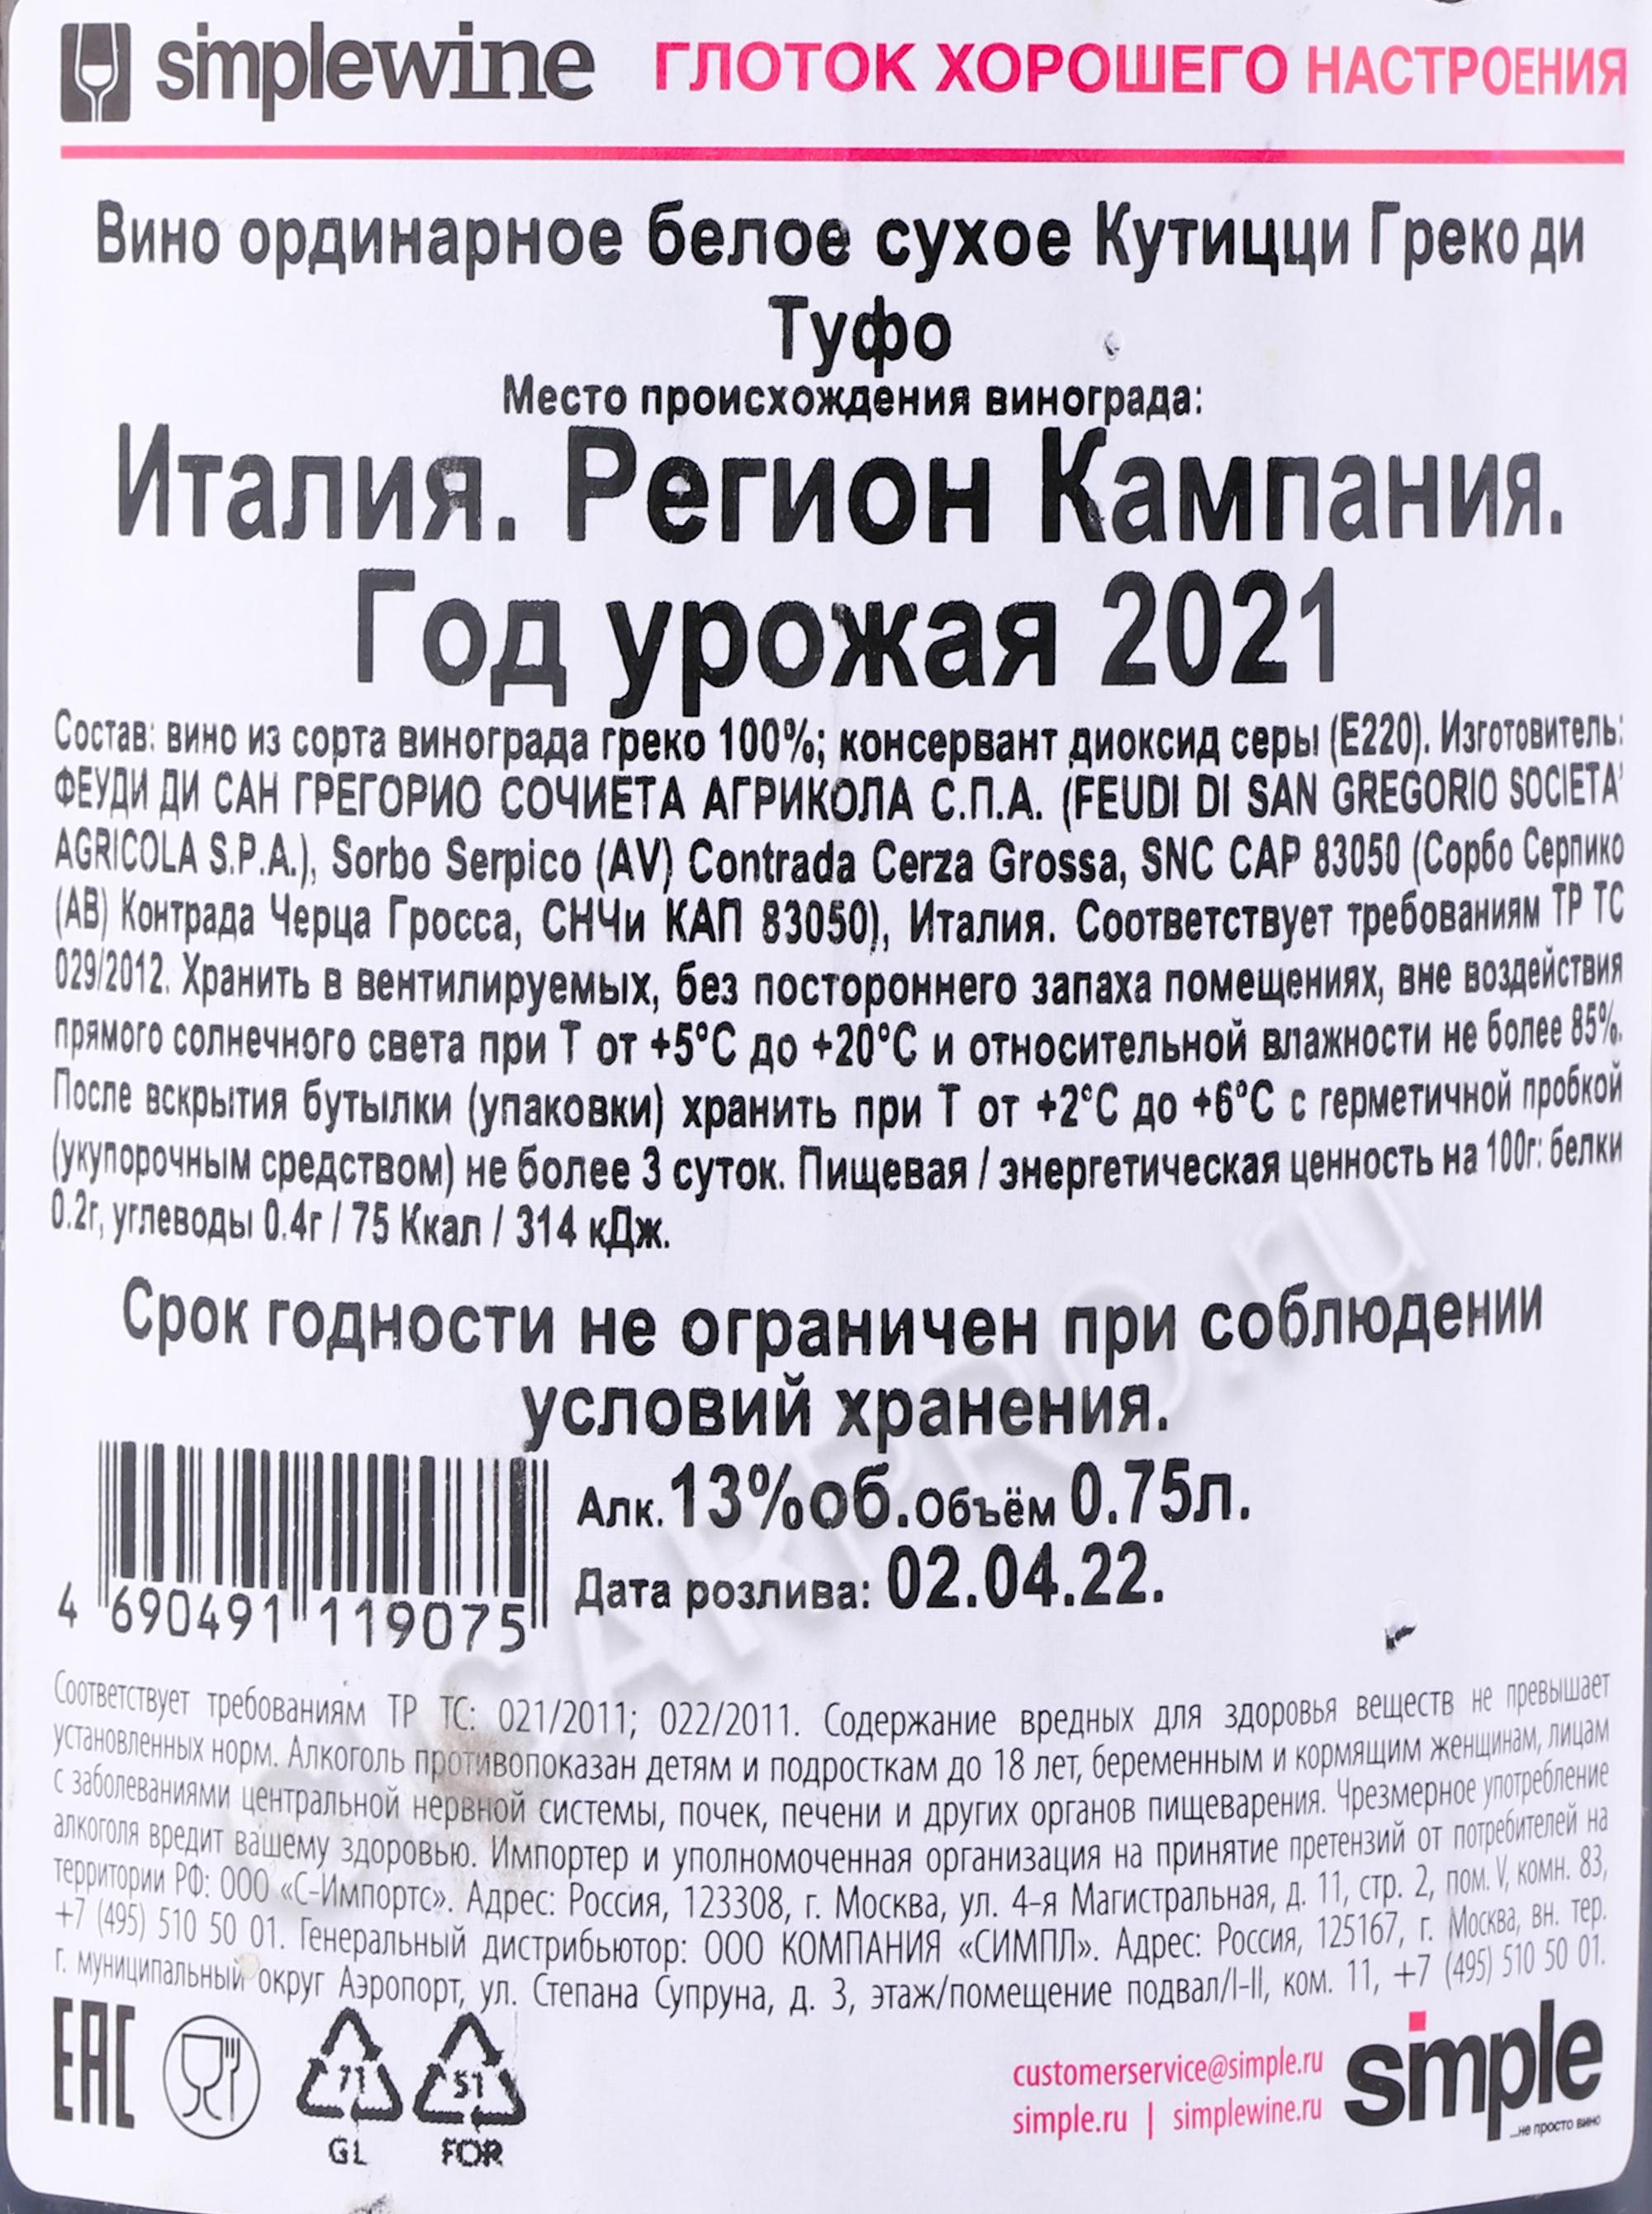 simplewine ГЛОТОК ХОРОШЕГО НАСТРОЕНИЯ
Вино ординарное белое сухое Кутицци Греко ди
Туфо
Место происхождения винограда:
Италия. Регион Кампания.
Год урожая 2021
Состав: вино из сорта винограда греко 100%; консервант диоксид серы (Е220). Изготовитель:
ФЕУДИ ДИ САН ГРЕГОРИО СОЧИЕТА АГРИКОЛА С.П.А. (FEUDI DI SAN GREGORIO SOCIETA'
AGRICOLA S.P.A.), Sorbo Serpico (AV) Contrada Cerza Grossa, SNC CAP 83050 (Сорбо Серпико
(АВ) Контрада Черца Гросса, СНЧи КАП 83050), Италия. Соответствует требованиям ТР ТС
029/2012. Хранить в вентилируемых, без постороннего запаха помещениях, вне воздействия
прямого солнечного света при Т от +5°С до +20°С и относительной влажности не более 85%.
После вскрытия бутылки (упаковки) хранить при Т от +2°С до +6°С с герметичной пробкой
(укупорочным средством) не более 3 суток. Пищевая / энергетическая ценность на 100г: белки
0.2г, углеводы 0.4г / 75 Ккал / 314 кДж.
Срок годности не ограничен при соблюдении
условий хранения.
Алк. 13%об. Объём 0.75л.
Дата розлива: 02.04.22.
4 690491 119075
Соответствует требованиям ТР ТС: 021/2011; 022/2011. Содержание вредных для здоровья веществ не превышает
установленных норм. Алкоголь противопоказан детям и подросткам до 18 лет, беременным и кормящим женщинам, лицам
с заболеваниями центральной нервной системы, почек, печени и других органов пищеварения. Чрезмерное употребление
алкоголя вредит вашему здоровью. Импортер и уполномоченная организация на принятие претензий от потребителей на
территории РФ: ООО «С-Импортс». Адрес: Россия, 123308, г. Москва, ул. 4-я Магистральная, д. 11, стр. 2, пом. V, комн. 83,
+7 (495) 510 50 01. Генеральный дистрибьютор: ООО КОМПАНИЯ «СИМПЛ». Адрес: Россия, 125167, г. Москва, вн. тер.
г. муниципальный округ Аэропорт, ул. Степана Супруна, д. 3, этаж/помещение подвал/I-II, ком. 11, +7 (495) 510 50 01.
EAC
71
GL
51
FOR
customerservice@simple.ru
simple.ru | simplewine.ru
simple
...не просто вино
CIGARPRO.ru